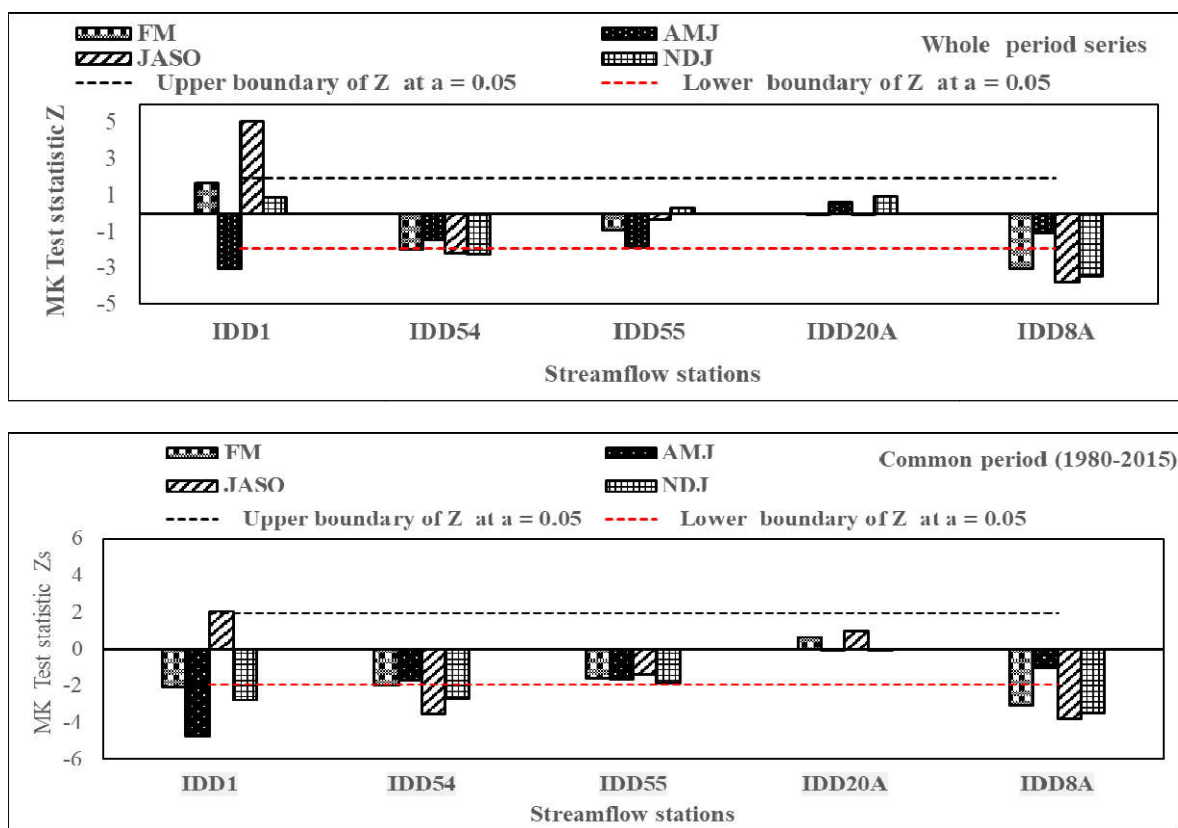 FM AMJ
JASO NDJ
Whole period series
Upper boundary of Z at a = 0.05 Lower boundary of Z at a = 0.05
MK Test ststatistic Z
5
3
1
-1
-3
-5
IDD1 IDD54 IDD55 IDD20A IDD8A
Streamflow stations
FM AMJ
Common period (1980-2015)
JASO NDJ
Upper boundary of Z at a = 0.05 Lower boundary of Z at a = 0.05
MK Test statistic Zs
6
4
2
0
-2
-4
-6
IDD1 IDD54 IDD55 IDD20A IDD8A
Streamflow stations